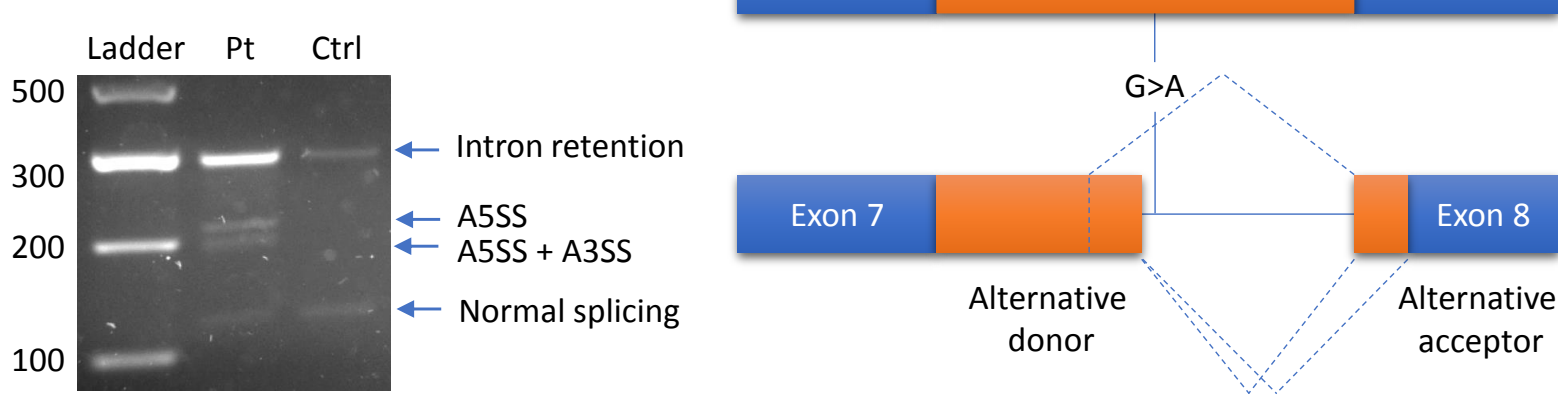 Ladder Pt Ctrl
500
300
200
100
Intron retention
A5SS
A5SS + A3SS
Normal splicing
G>A
Exon 7
Exon 8
Alternative
donor
Alternative
acceptor